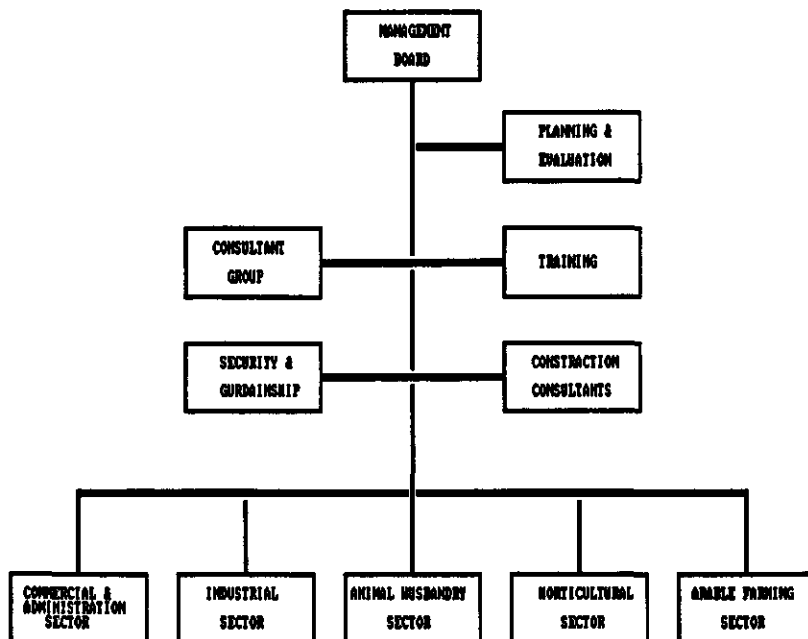 MANAGEMENT
BOARD
PLANNING &
EVALUATION
CONSULTANT
GROUP
TRAINING
SECURITY &
GURDAINSHIP
CONSTRACTION
CONSULTANTS
COMMERCIAL &
ADMINISTRATION
SECTOR
INDUSTRIAL
SECTOR
ANIMAL HUSBANDRY
SECTOR
HORTICULTURAL
SECTOR
ARABLE FARMING
SECTOR